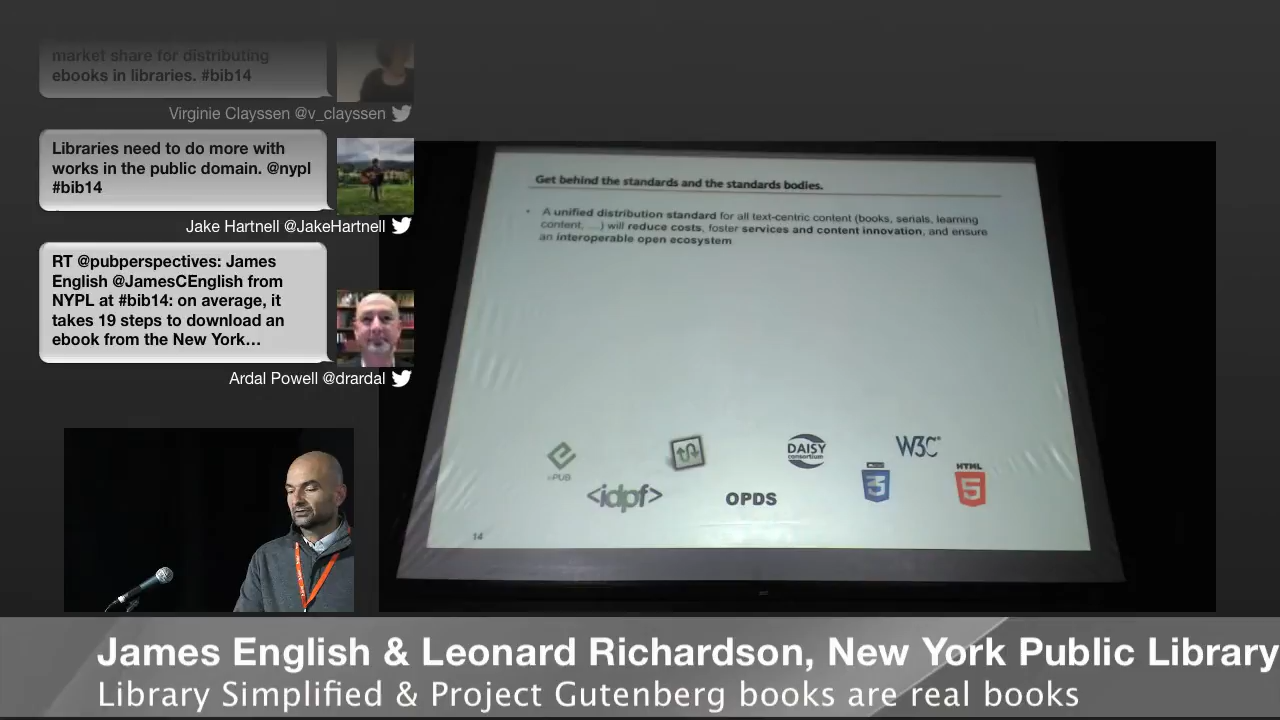 market share for distributing
ebooks in libraries. #bib14
Virginie Clayssen @v_clayssen
Libraries need to do more with
works in the public domain. @nypl
#bib14
Jake Hartnell @JakeHartnell
RT @pubperspectives: James
English @JamesCEnglish from
NYPL at #bib14: on average, it
takes 19 steps to download an
ebook from the New York…
Ardal Powell @drardal
Get behind the standards and the standards bodies.
• A unified distribution standard for all text-centric content (books, serials, learning
content, ...) will reduce costs, foster services and content innovation, and ensure
an interoperable open ecosystem
ePUB
<idpf>
OPDS
DAISY
consortium
W3C
3
HTML
5
14
James English & Leonard Richardson, New York Public Library
Library Simplified & Project Gutenberg books are real books